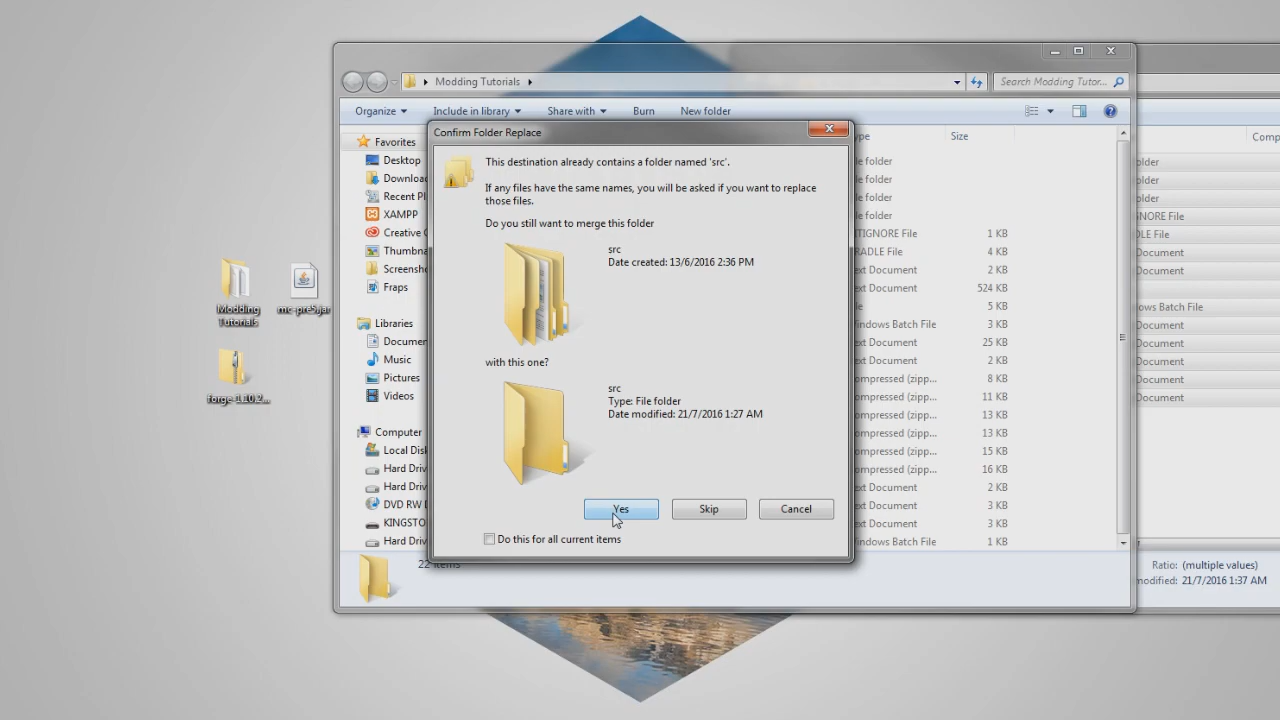 Modding Tutorials
Search Modding Tutor...
Organize
Include in library
Share with
Burn
New folder
Confirm Folder Replace
This destination already contains a folder named 'src'.
If any files have the same names, you will be asked if you want to replace
those files.
Do you still want to merge this folder
src
Date created: 13/6/2016 2:36 PM
with this one?
src
Type: File folder
Date modified: 21/7/2016 1:27 AM
Yes
Skip
Cancel
Do this for all current items
Favorites
Desktop
Downloa
Recent Pl
XAMPP
Creative
Thumbna
Screensh
Fraps
Libraries
Documen
Music
Pictures
Videos
Computer
Local Disk
Hard Driv
Hard Driv
DVD RW
KINGSTO
Hard Driv
ype
Size
le folder
le folder
le folder
le folder
TIGNORE File
1 KB
RADLE File
4 KB
ext Document
2 KB
ext Document
524 KB
le
5 KB
indows Batch File
3 KB
ext Document
25 KB
ext Document
2 KB
ompressed (zipp...
8 KB
ompressed (zipp...
11 KB
ompressed (zipp...
13 KB
ompressed (zipp...
13 KB
ompressed (zipp...
15 KB
ompressed (zipp...
16 KB
ext Document
2 KB
ext Document
3 KB
ext Document
3 KB
indows Batch File
1 KB
22 items
Comp
older
older
older
IGNORE File
DLE File
Document
Document
ows Batch File
Document
Document
Document
Document
Document
Ratio: (multiple values)
modified: 21/7/2016 1:37 AM
Modding
Tutorials
mc-pre5.jar
forge-1.10.2...